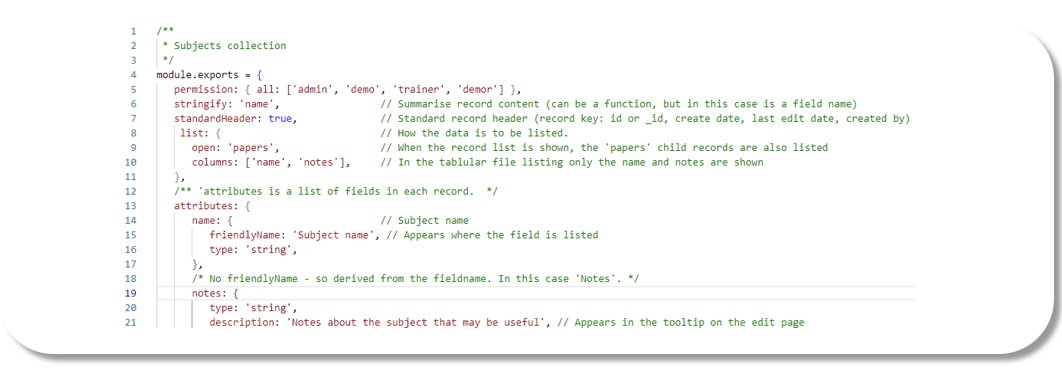 1 /**
2 * Subjects collection
3 */
4 module.exports = {
5 permission: { all: ['admin', 'demo', 'trainer', 'demor'] },
6 stringify: 'name', // Summarise record content (can be a function, but in this case is a field name)
7 standardHeader: true, // Standard record header (record key: id or _id, create date, last edit date, created by)
8 list: { // How the data is to be listed.
9 open: 'papers', // When the record list is shown, the 'papers' child records are also listed
10 columns: ['name', 'notes'], // In the tablular file listing only the name and notes are shown
11 },
12 /** 'attributes is a list of fields in each record. */
13 attributes: {
14 name: { // Subject name
15 friendlyName: 'Subject name', // Appears where the field is listed
16 type: 'string',
17 },
18 /* No friendlyName - so derived from the fieldname. In this case 'Notes'. */
19 notes: {
20 type: 'string',
21 description: 'Notes about the subject that may be useful', // Appears in the tooltip on the edit page